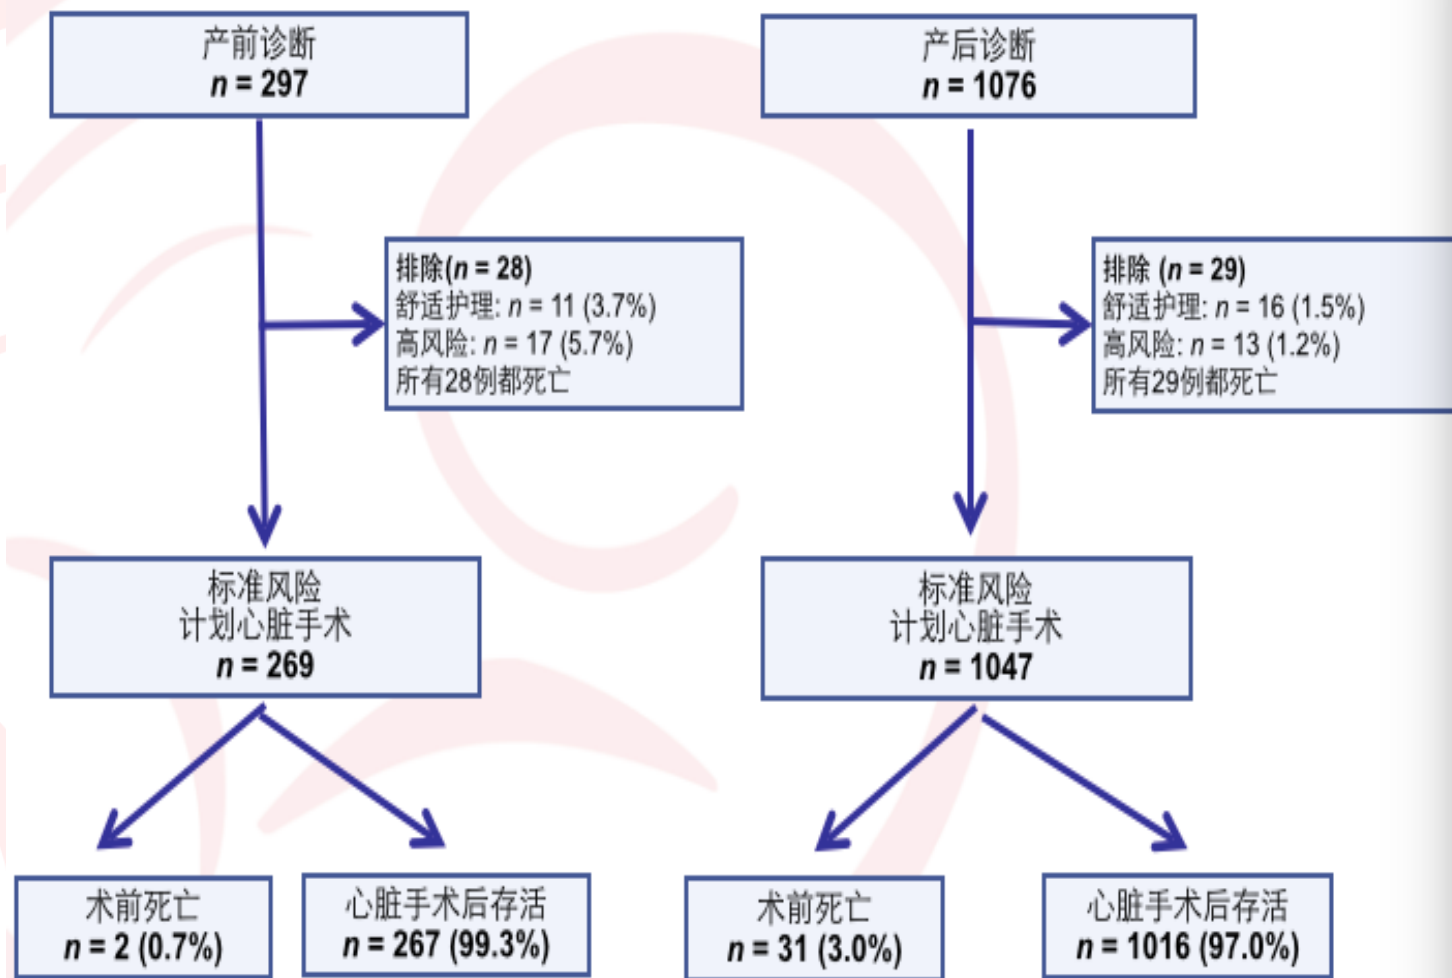 产前诊断
n = 297
产后诊断
n = 1076
排除(n = 28)
舒适护理: n = 11 (3.7%)
高风险: n = 17 (5.7%)
所有28例都死亡
排除 (n = 29)
舒适护理: n = 16 (1.5%)
高风险: n = 13 (1.2%)
所有29例都死亡
标准风险
计划心脏手术
n = 269
标准风险
计划心脏手术
n = 1047
术前死亡
n = 2 (0.7%)
心脏手术后存活
n = 267 (99.3%)
术前死亡
n = 31 (3.0%)
心脏手术后存活
n = 1016 (97.0%)